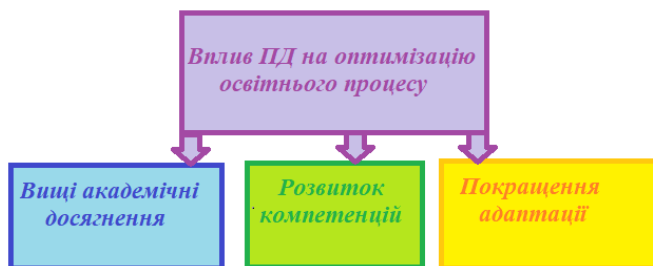 Вплив ПД на оптимізацію
освітнього процесу
Вищі академічні
досягнення
Розвиток
компетенцій
Покращення
адаптації